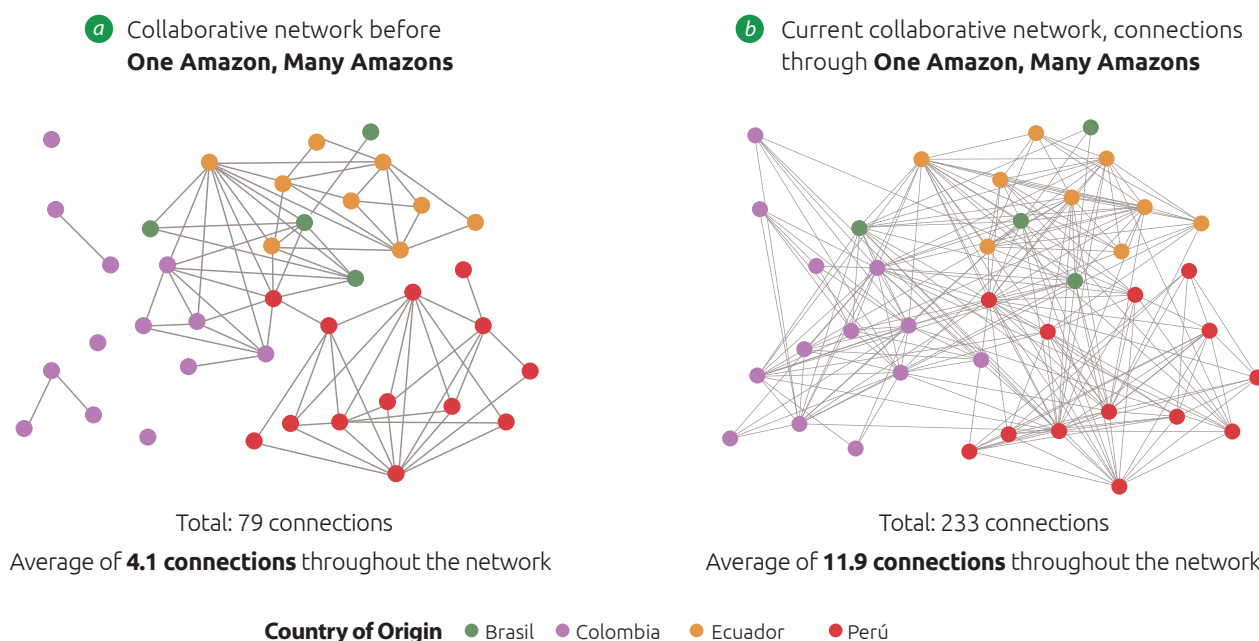 a Collaborative network before
One Amazon, Many Amazons
b Current collaborative network, connections
through One Amazon, Many Amazons
Total: 79 connections
Average of 4.1 connections throughout the network
Total: 233 connections
Average of 11.9 connections throughout the network
Country of Origin Brasil Colombia Ecuador Perú